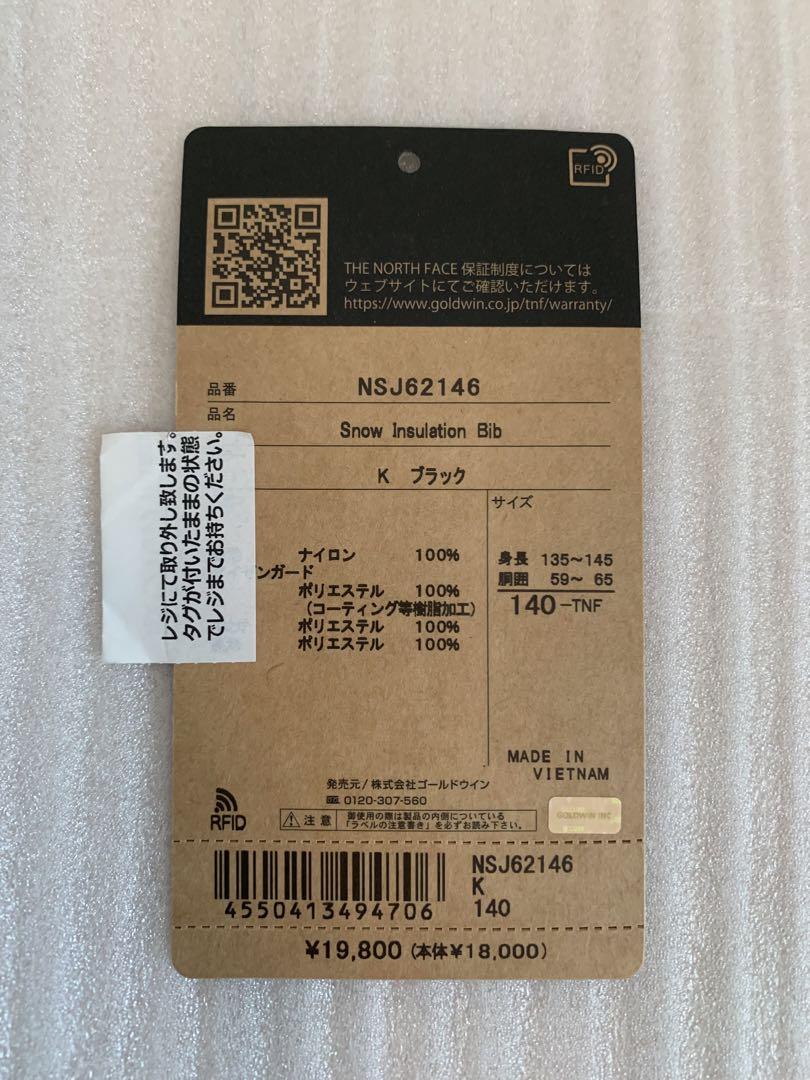 RFID
THE NORTH FACE 保証制度については
ウェブサイトにてご確認いただけます。
https://www.goldwin.co.jp/tnf/warranty/
品番 NSJ62146
品名
Snow Insulation Bib
K ブラック
レジにて取り外し致します。
タグが付いたままの状態
でレジまでお持ちください。
ナイロン 100%
ンガード
ポリエステル 100%
(コーティング等樹脂加工)
ポリエステル 100%
ポリエステル 100%
サイズ
身長 135~145
胴囲 59~ 65
140-TNF
MADE IN
VIETNAM
発売元/株式会社ゴールドウイン
0120-307-560
RFID
注意 御使用の際は製品の内側についている
「ラベルの注意書き」を必ずお読み下さい。
GOLDWIN INC
4550413494706
NSJ62146
K
140
¥19,800 (本体¥18,000)